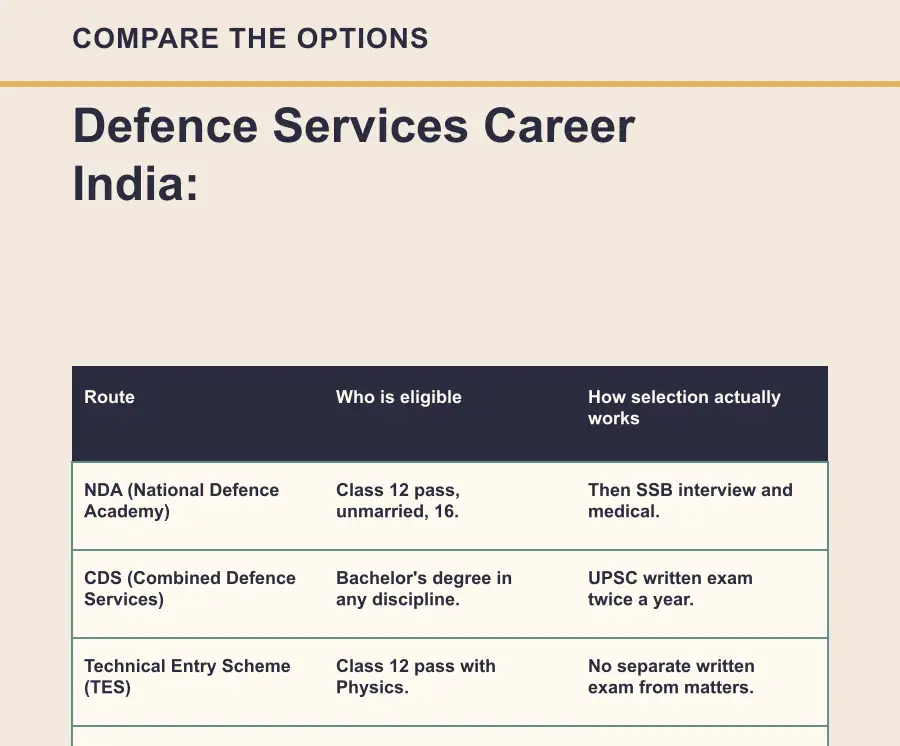 COMPARE THE OPTIONS
Defence Services Career
India:
Route
Who is eligible
How selection actually
works
NDA (National Defence
Academy)
Class 12 pass,
unmarried, 16.
Then SSB interview and
medical.
CDS (Combined Defence
Services)
Bachelor's degree in
any discipline.
UPSC written exam
twice a year.
Technical Entry Scheme
(TES)
Class 12 pass with
Physics.
No separate written
exam from matters.